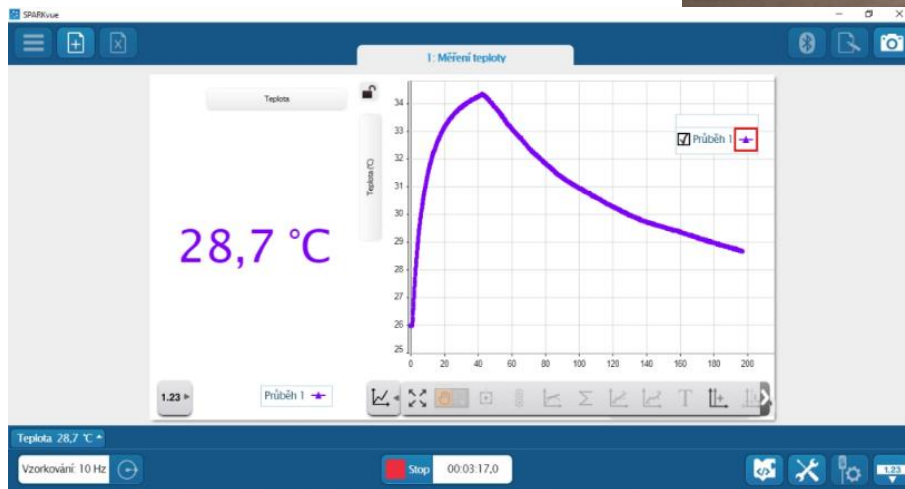 SPARKvue
1: Měření teploty
Teplota
Teplota (°C)
34
33
32
31
30
29
28
27
26
25
0 20 40 60 80 100 120 140 160 180 200
Průběh 1
28,7 °C
1.23
Průběh 1
Teplota 28,7 °C
Vzorkování: 10 Hz
Stop
00:03:17,0
1.23